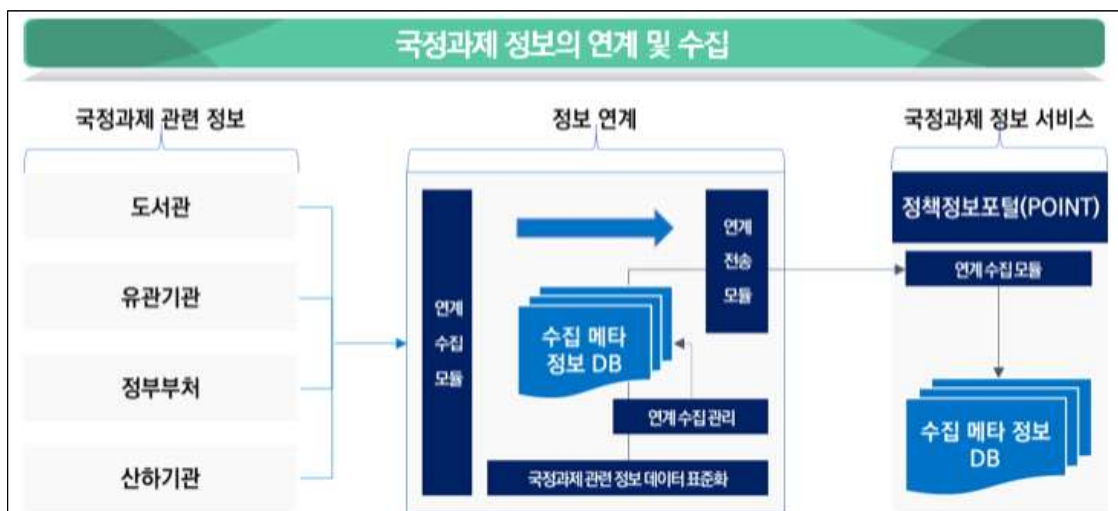 국정과제 정보의 연계 및 수집
국정과제 관련 정보
도서관
유관기관
정부부처
산하기관
정보 연계
연계
수집
모듈
연계
전송
모듈
수집 메타
정보 DB
연계 수집 관리
국정과제 관련 정보 데이터 표준화
국정과제 정보 서비스
정책정보포털(POINT)
연계 수집 모듈
수집 메타 정보
DB